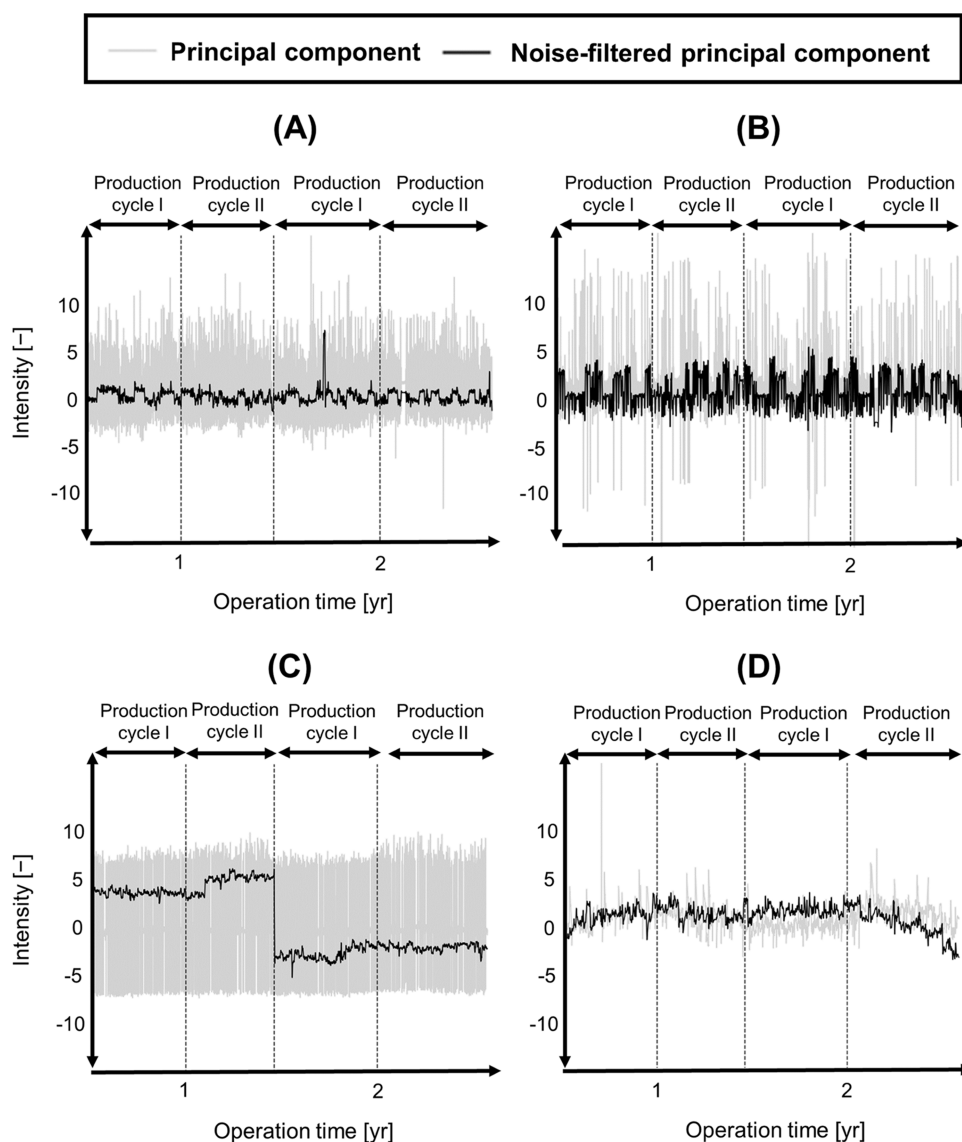 Principal component Noise-filtered principal component
(A)
Production cycle I
Production cycle II
Production cycle I
Production cycle II
Intensity [−]
10
5
0
-5
-10
1 2
Operation time [yr]
(B)
Production cycle I
Production cycle II
Production cycle I
Production cycle II
Intensity [−]
10
5
0
-5
-10
1 2
Operation time [yr]
(C)
Production cycle I
Production cycle II
Production cycle I
Production cycle II
Intensity [−]
10
5
0
-5
-10
1 2
Operation time [yr]
(D)
Production cycle I
Production cycle II
Production cycle I
Production cycle II
Intensity [−]
10
5
0
-5
-10
1 2
Operation time [yr]